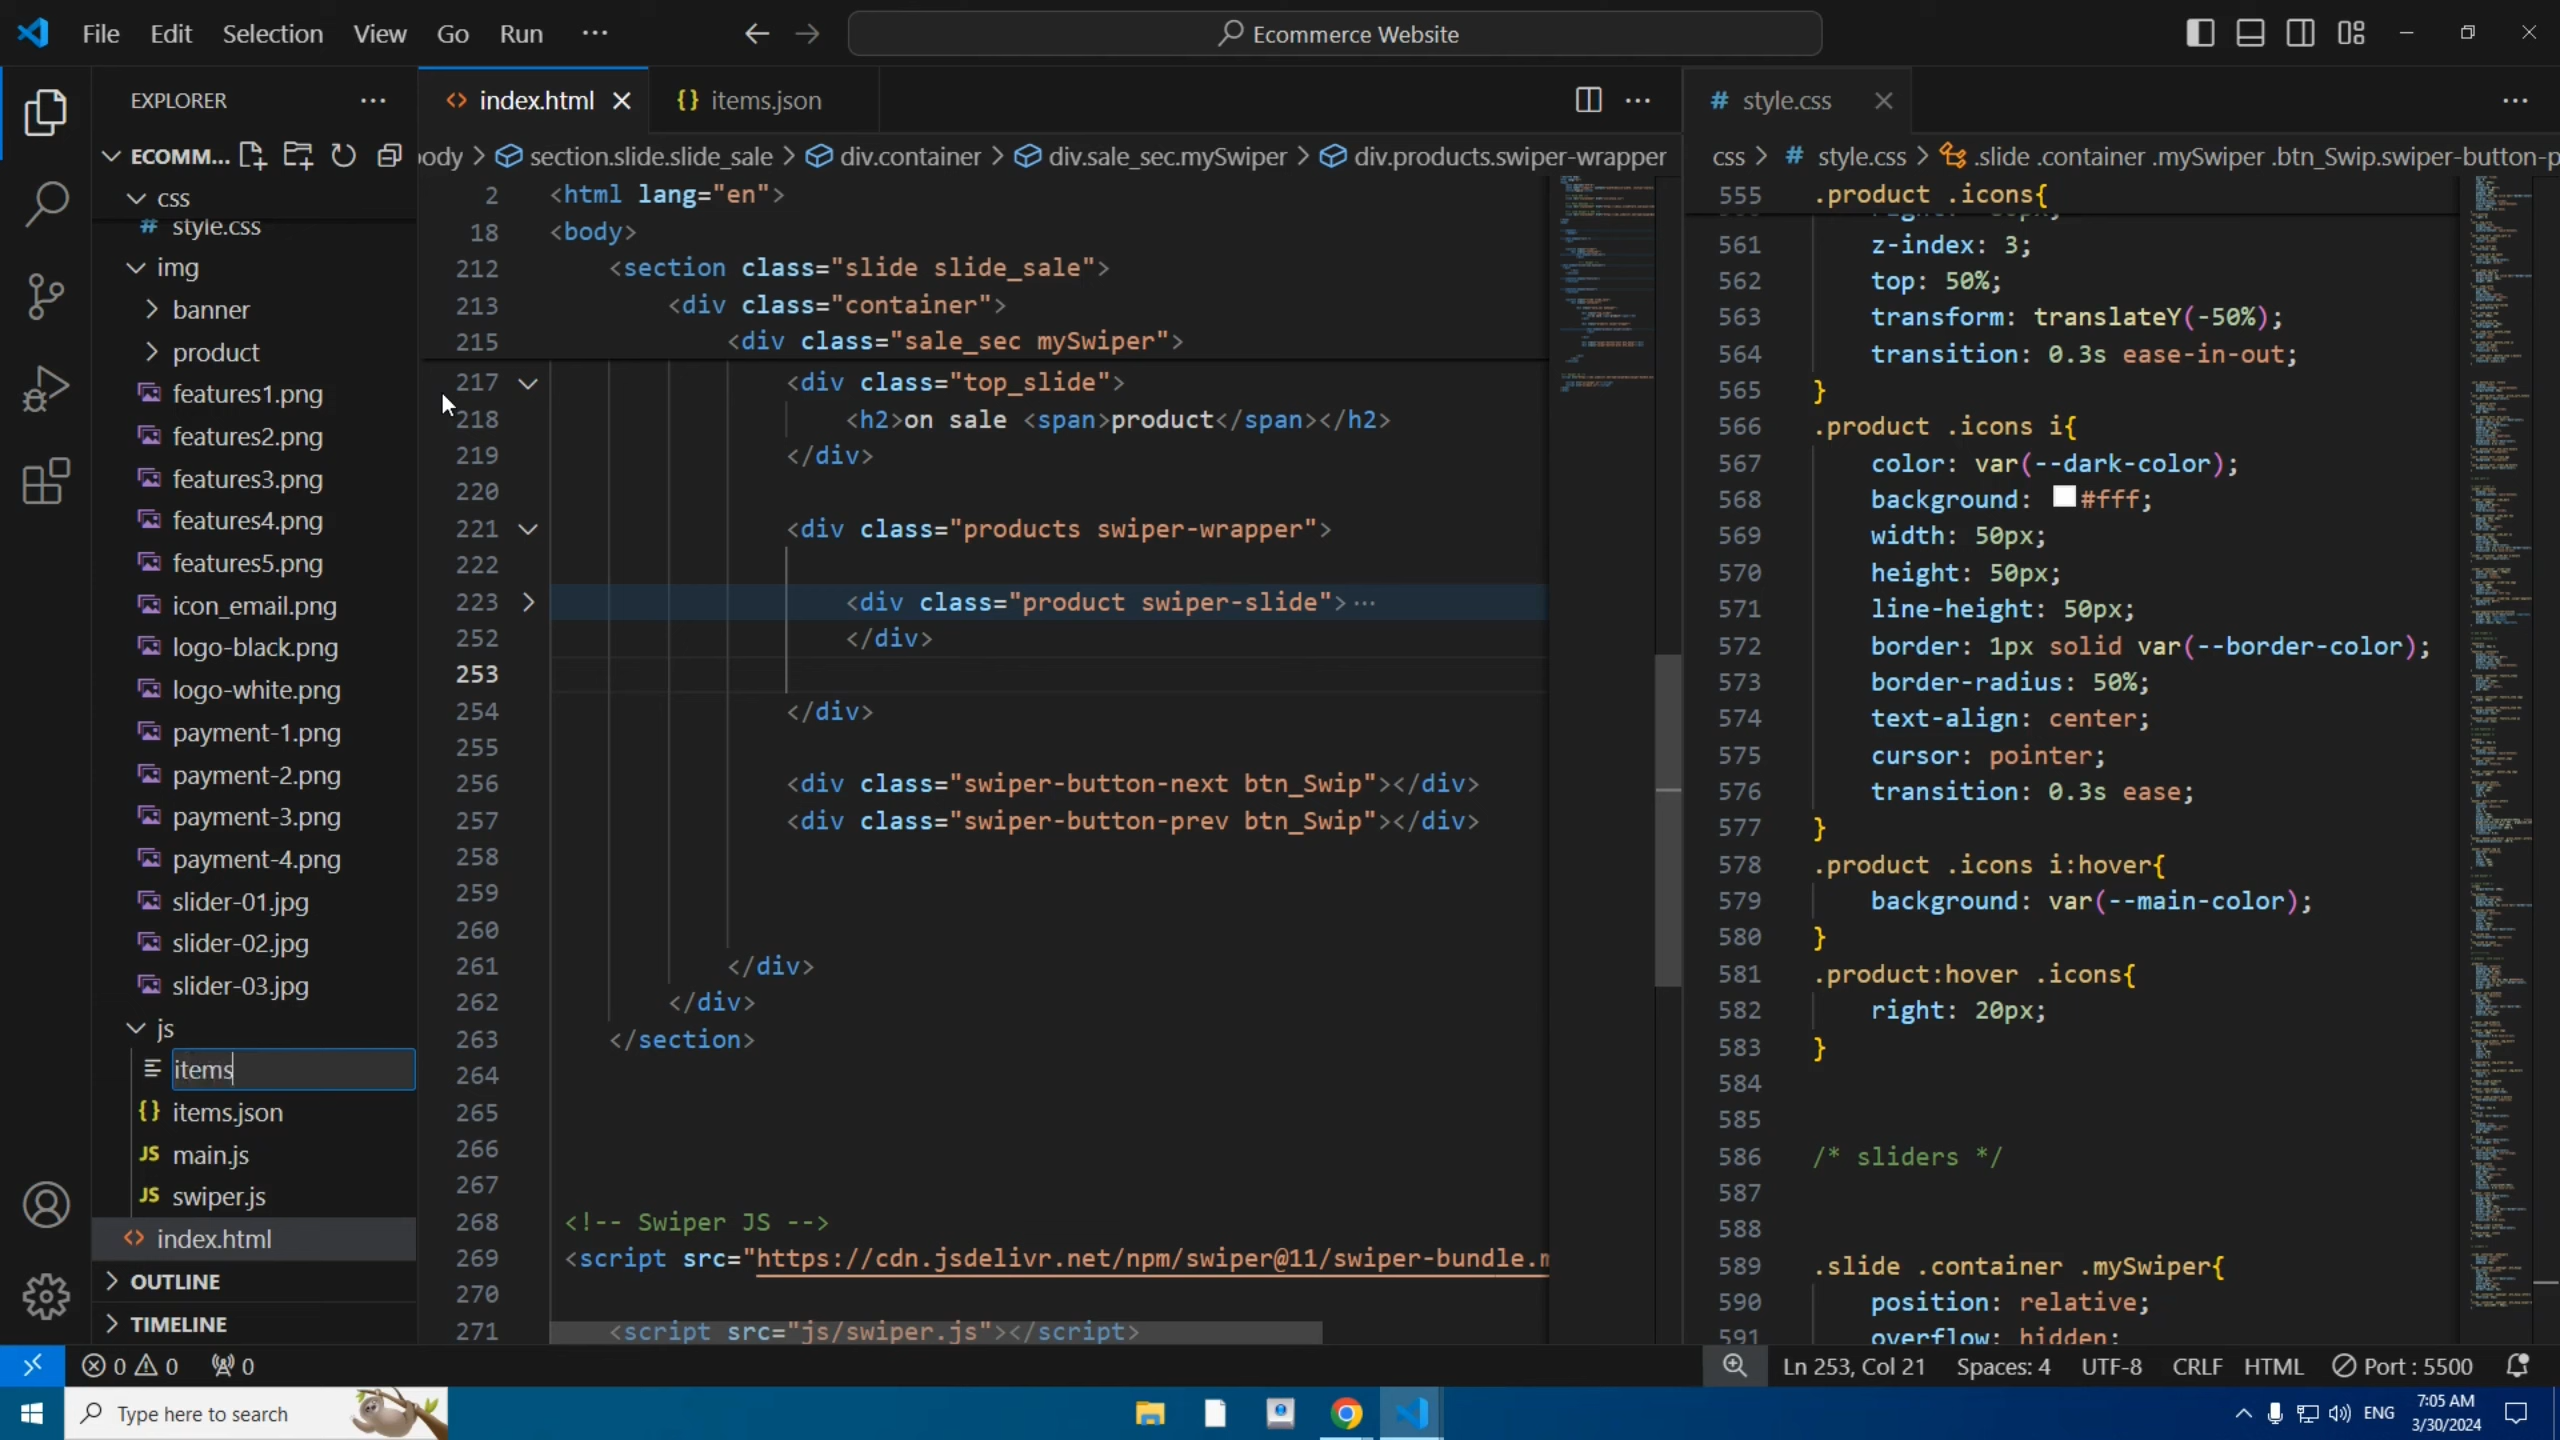 File Edit Selection View Go Run ···
Ecommerce Website
EXPLORER
ECOMM...
css
style.css
img
banner
product
features1.png
features2.png
features3.png
features4.png
features5.png
icon_email.png
logo-black.png
logo-white.png
payment-1.png
payment-2.png
payment-3.png
payment-4.png
slider-01.jpg
slider-02.jpg
slider-03.jpg
js
items
items.json
main.js
swiper.js
index.html
OUTLINE
TIMELINE
index.html items.json
body > section.slide.slide_sale > div.container > div.sale_sec.mySwiper > div.products.swiper-wrapper
2 <html lang="en">
18 <body>
212 <section class="slide slide_sale">
213 <div class="container">
215 <div class="sale_sec mySwiper">
217 <div class="top_slide">
218 <h2>on sale <span>product</span></h2>
219 </div>
220
221 <div class="products swiper-wrapper">
222
223 <div class="product swiper-slide">···
252 </div>
253
254 </div>
255
256 <div class="swiper-button-next btn_Swip"></div>
257 <div class="swiper-button-prev btn_Swip"></div>
258
259
260
261 </div>
262 </div>
263 </section>
264
265
266
267
268 <!-- Swiper JS -->
269 <script src="https://cdn.jsdelivr.net/npm/swiper@11/swiper-bundle.m
270
271 <script src="js/swiper.js"></script>
style.css
css > # style.css > .slide .container .mySwiper .btn_Swip.swiper-button-p
555 .product .icons{
561 z-index: 3;
562 top: 50%;
563 transform: translateY(-50%);
564 transition: 0.3s ease-in-out;
565 }
566 .product .icons i{
567 color: var(--dark-color);
568 background: #fff;
569 width: 50px;
570 height: 50px;
571 line-height: 50px;
572 border: 1px solid var(--border-color);
573 border-radius: 50%;
574 text-align: center;
575 cursor: pointer;
576 transition: 0.3s ease;
577 }
578 .product .icons i:hover{
579 background: var(--main-color);
580 }
581 .product:hover .icons{
582 right: 20px;
583 }
584
585
586 /* sliders */
587
588
589 .slide .container .mySwiper{
590 position: relative;
591 overflow: hidden;
0 0 0
Ln 253, Col 21 Spaces: 4 UTF-8 CRLF HTML Port : 5500
Type here to search
ENG
7:05 AM
3/30/2024